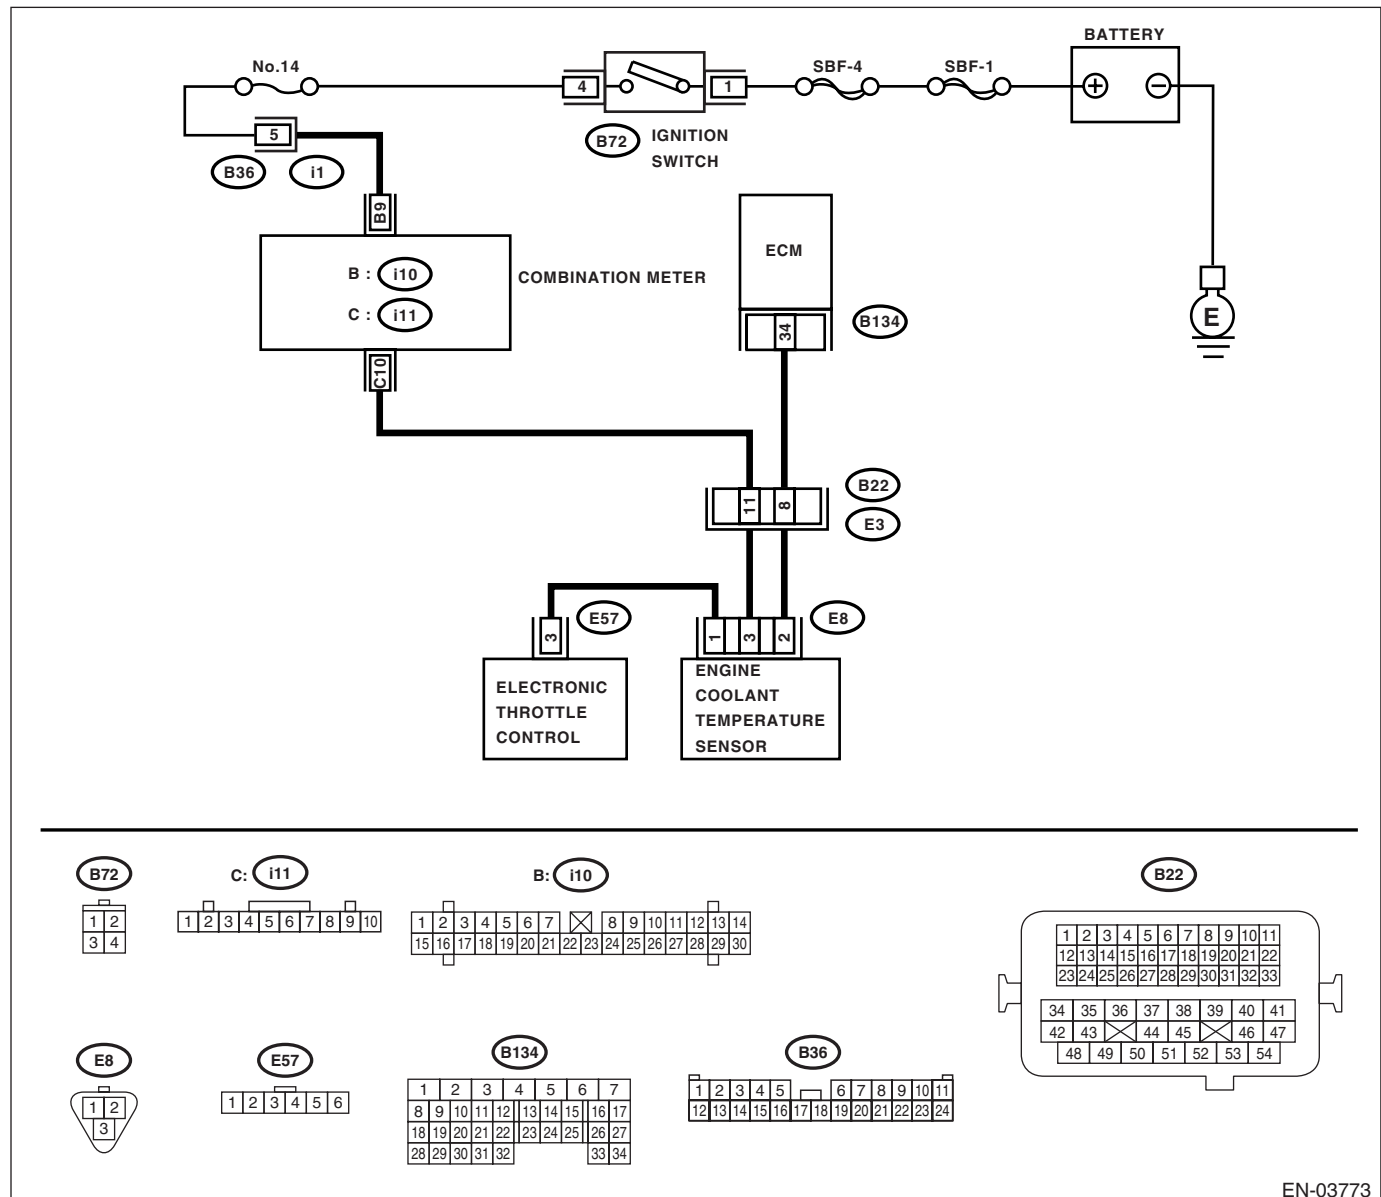 BATTERY
No.14
SBF-4
SBF-1
4
1
B72
IGNITION
SWITCH
5
B36
i1
B9
B :
i10
C :
i11
COMBINATION METER
ECM
34
B134
E
C10
11
8
B22
E3
E57
3
1
3
2
E8
ELECTRONIC
THROTTLE
CONTROL
ENGINE
COOLANT
TEMPERATURE
SENSOR
B72
1 2
3 4
C: i11
1 2 3 4 5 6 7 8 9 10
B: i10
1 2 3 4 5 6 7 8 9 10 11 12 13 14
15 16 17 18 19 20 21 22 23 24 25 26 27 28 29 30
B22
1 2 3 4 5 6 7 8 9 10 11
12 13 14 15 16 17 18 19 20 21 22
23 24 25 26 27 28 29 30 31 32 33
34 35 36 37 38 39 40 41
42 43 44 45 46 47
48 49 50 51 52 53 54
E8
1 2
3
E57
1 2 3 4 5 6
B134
1 2 3 4 5 6 7
8 9 10 11 12 13 14 15 16 17
18 19 20 21 22 23 24 25 26 27
28 29 30 31 32 33 34
B36
1 2 3 4 5 6 7 8 9 10 11
12 13 14 15 16 17 18 19 20 21 22 23 24
EN-03773